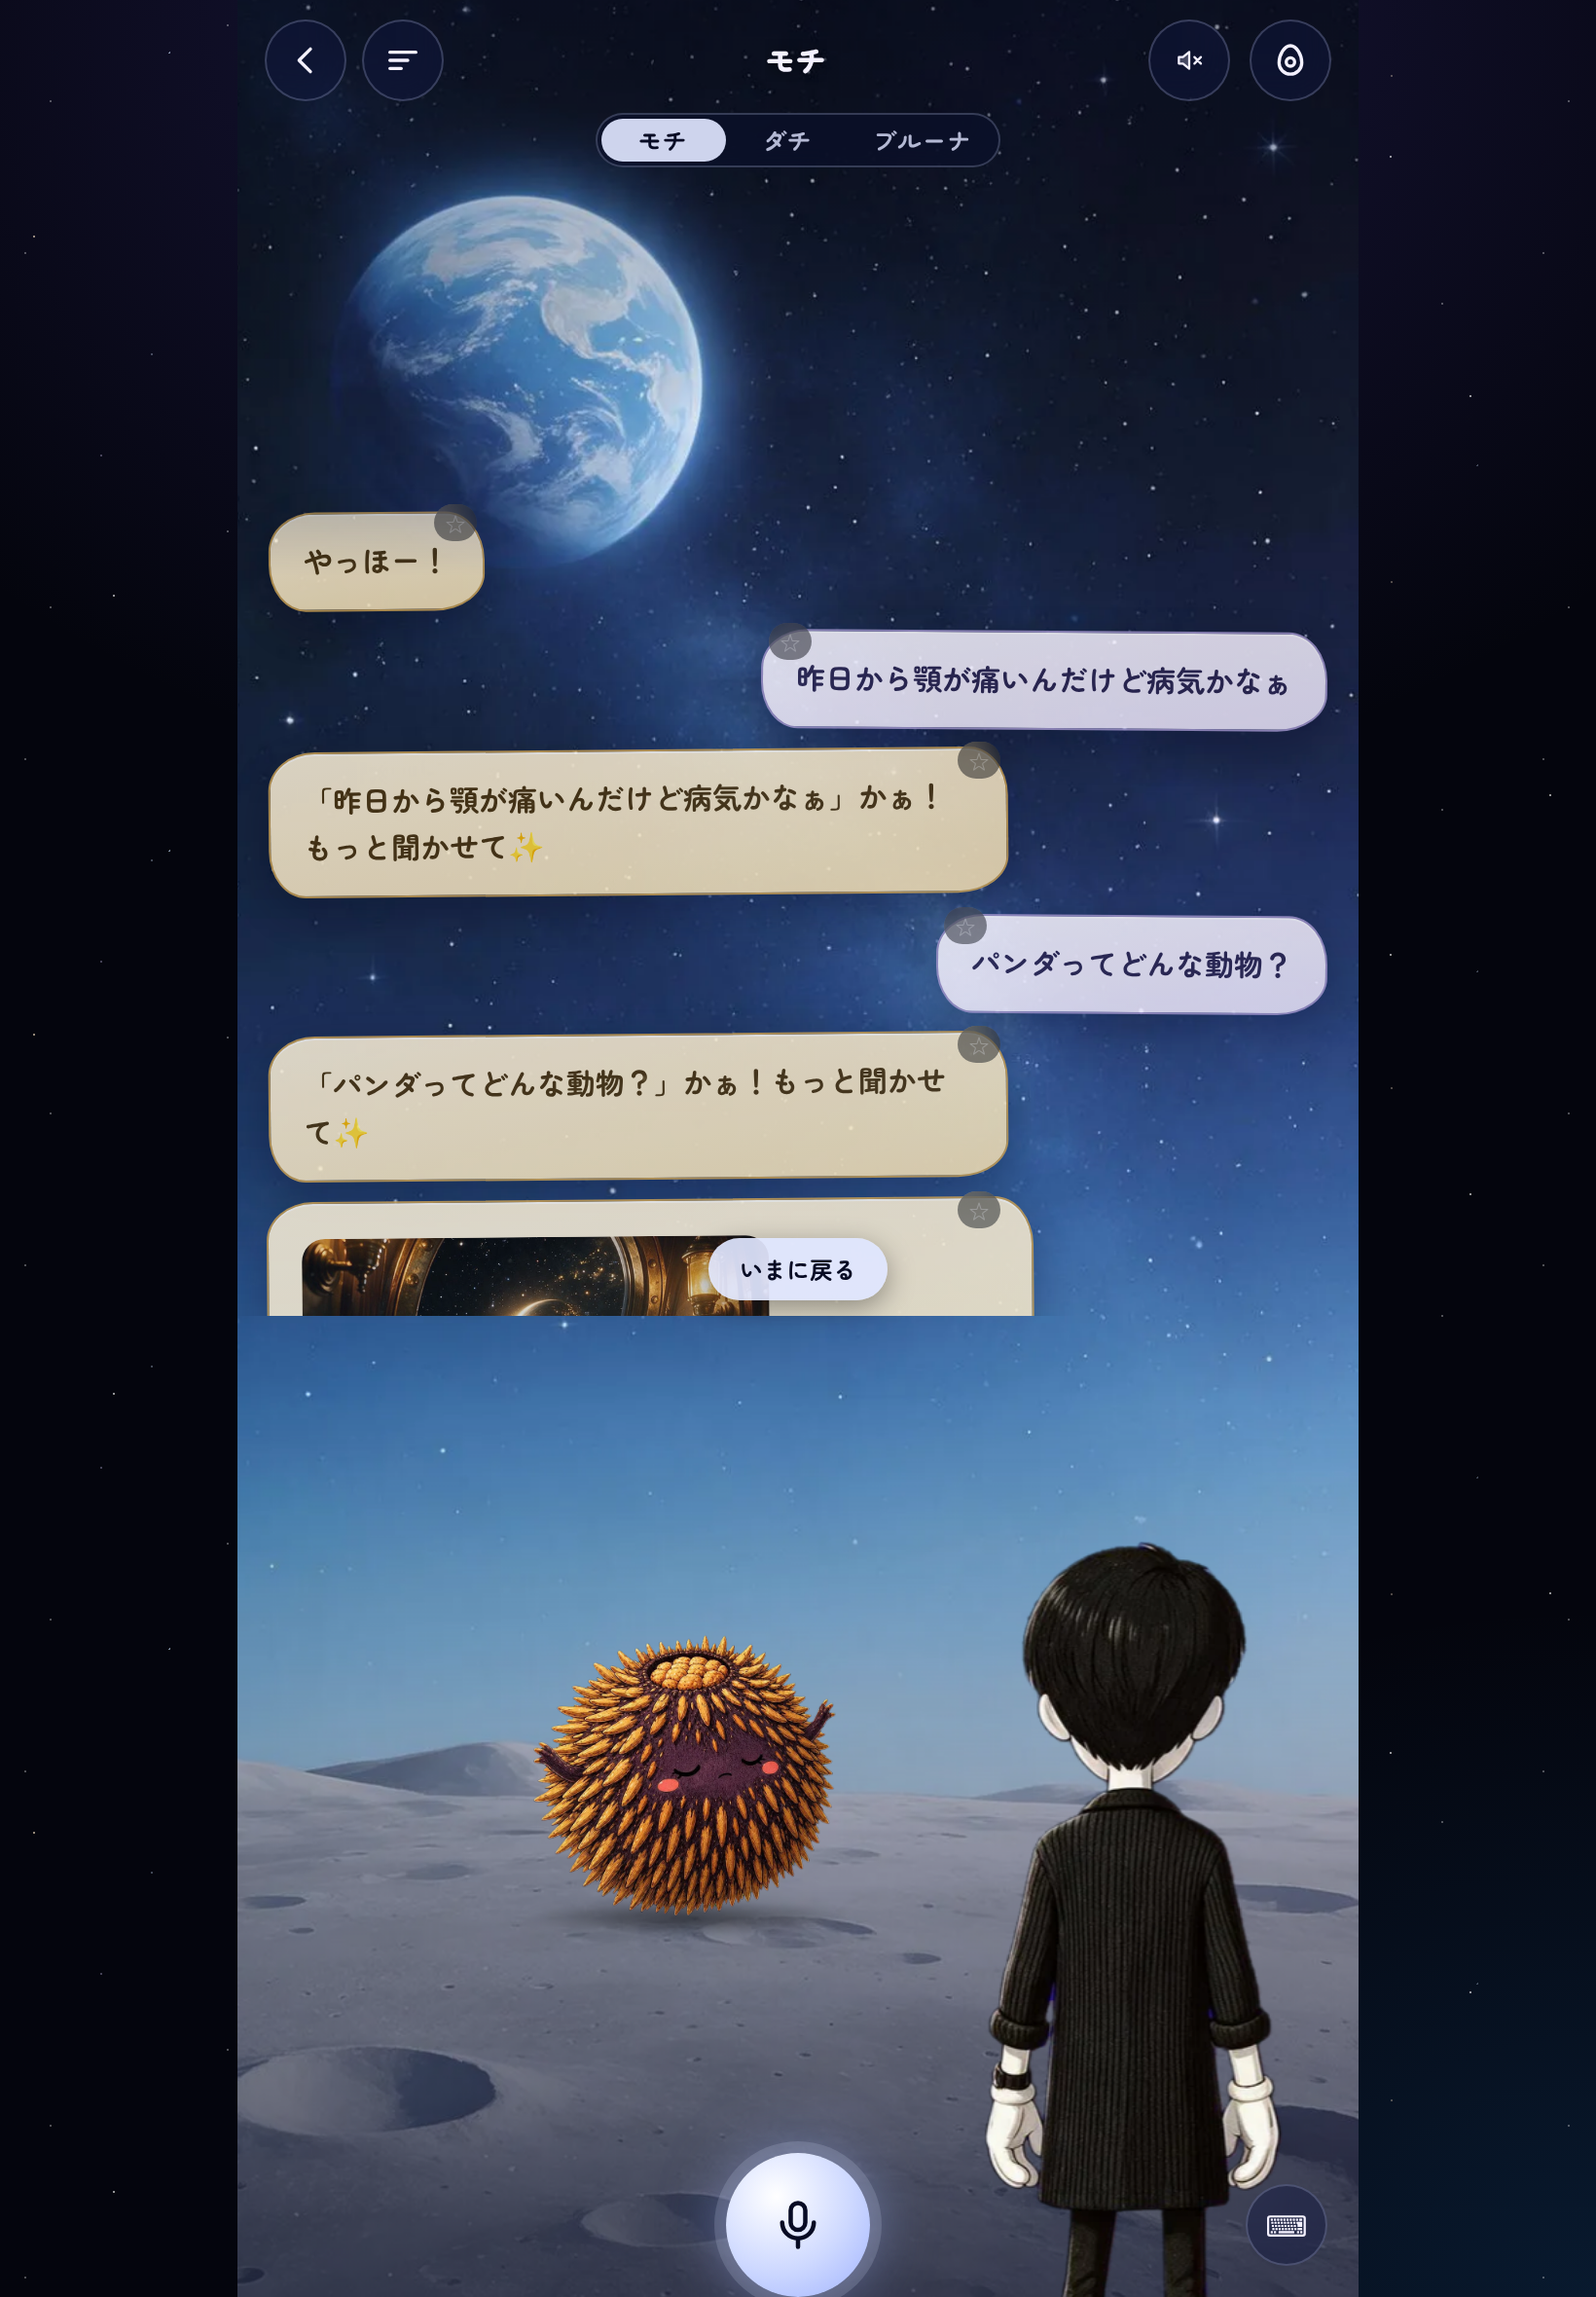 モチ
モチ
ダチ
ブルーナ
やっほー！
昨日から顎が痛いんだけど病気かなぁ
「昨日から顎が痛いんだけど病気かなぁ」かぁ！
もっと聞かせて✨
パンダってどんな動物？
「パンダってどんな動物？」かぁ！もっと聞かせ
て✨
いまに戻る